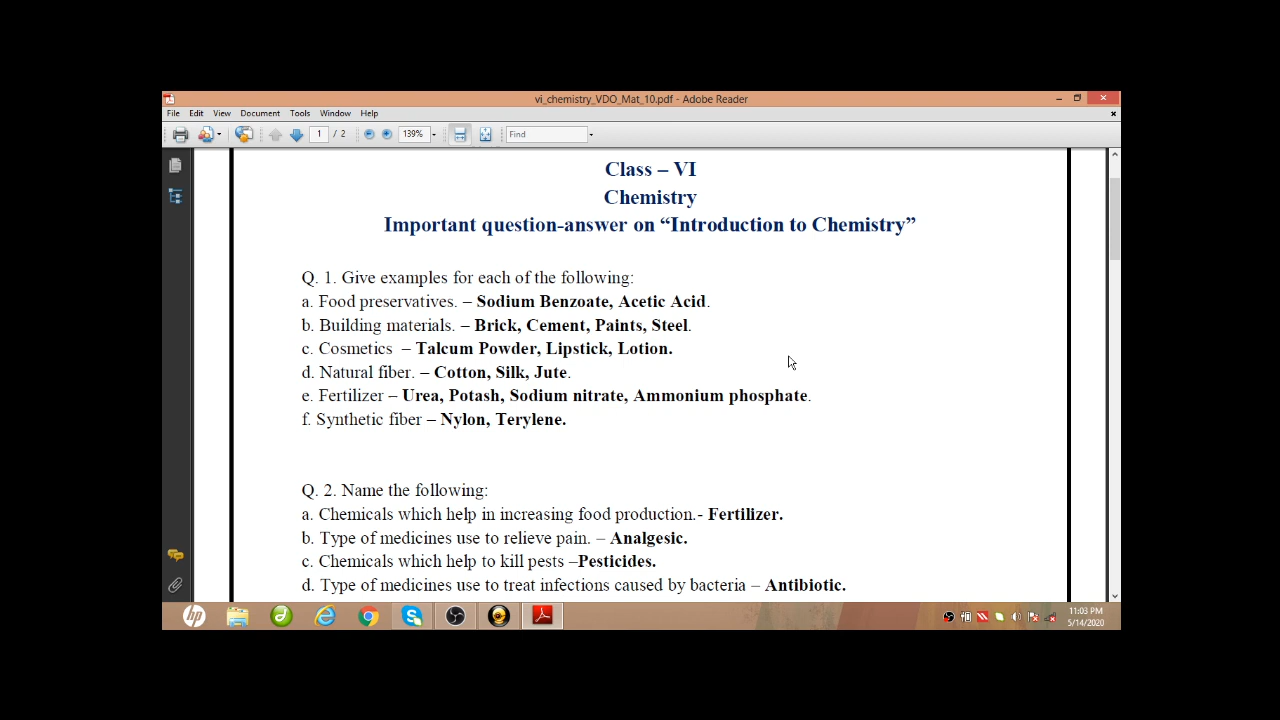 vi_chemistry_VDO_Mat_10.pdf - Adobe Reader
File Edit View Document Tools Window Help
1 / 2 139% Find
Class – VI
Chemistry
Important question-answer on “Introduction to Chemistry”
Q. 1. Give examples for each of the following:
a. Food preservatives. – Sodium Benzoate, Acetic Acid.
b. Building materials. – Brick, Cement, Paints, Steel.
c. Cosmetics – Talcum Powder, Lipstick, Lotion.
d. Natural fiber. – Cotton, Silk, Jute.
e. Fertilizer – Urea, Potash, Sodium nitrate, Ammonium phosphate.
f. Synthetic fiber – Nylon, Terylene.
Q. 2. Name the following:
a. Chemicals which help in increasing food production.- Fertilizer.
b. Type of medicines use to relieve pain. – Analgesic.
c. Chemicals which help to kill pests –Pesticides.
d. Type of medicines use to treat infections caused by bacteria – Antibiotic.
hp
11:03 PM
5/14/2020